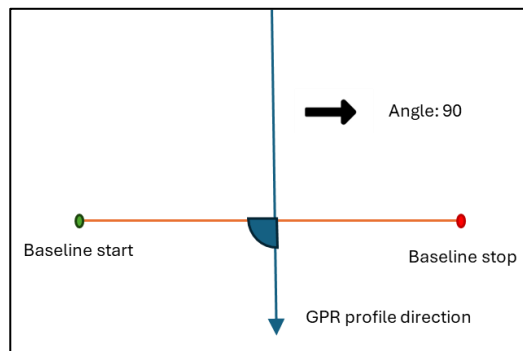 Angle: 90
Baseline start
Baseline stop
GPR profile direction